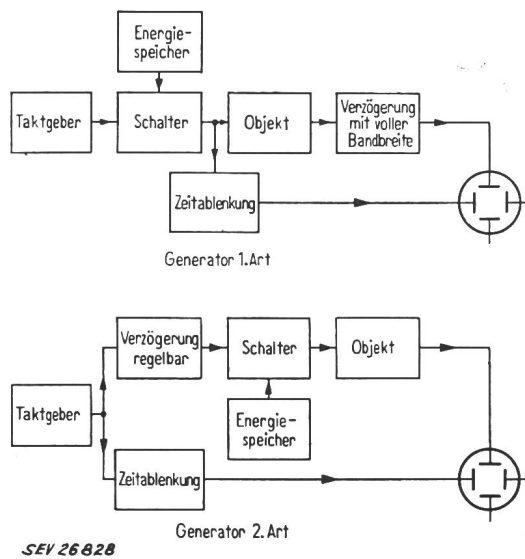 Energie-
speicher
Taktgeber
Schalter
Objekt
Verzögerung
mit voller
Bandbreite
Zeitablenkung
Generator 1.Art
Verzögerung
regelbar
Schalter
Objekt
Taktgeber
Energie-
speicher
Zeitablenkung
Generator 2.Art
SEV 26828